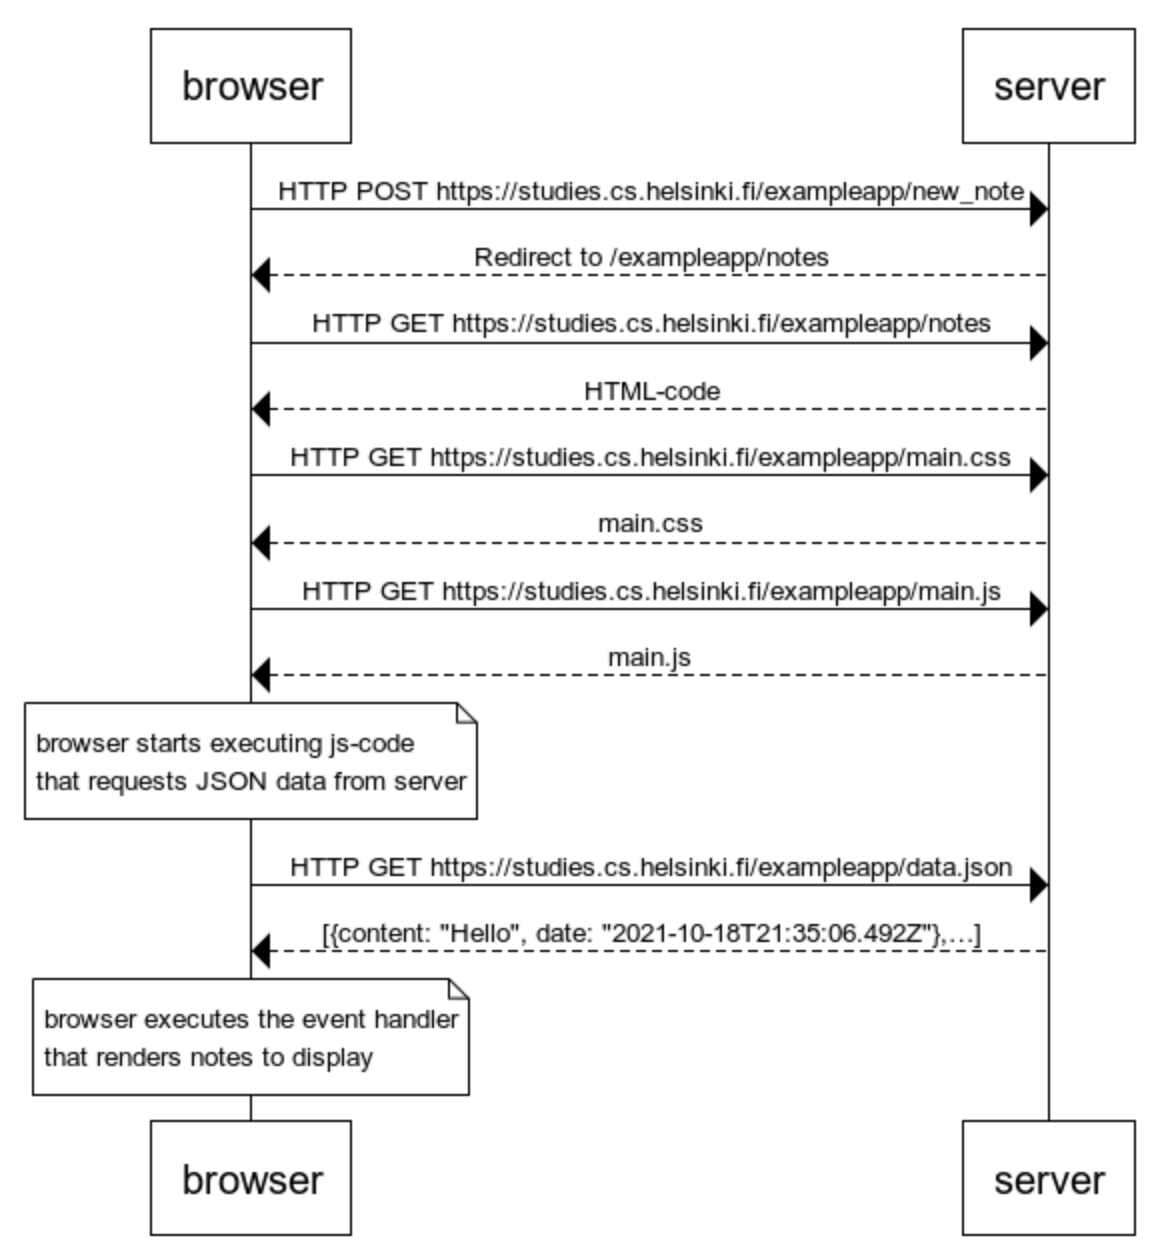 browser
server
HTTP POST https://studies.cs.helsinki.fi/exampleapp/new_note
Redirect to /exampleapp/notes
HTTP GET https://studies.cs.helsinki.fi/exampleapp/notes
HTML-code
HTTP GET https://studies.cs.helsinki.fi/exampleapp/main.css
main.css
HTTP GET https://studies.cs.helsinki.fi/exampleapp/main.js
main.js
browser starts executing js-code
that requests JSON data from server
HTTP GET https://studies.cs.helsinki.fi/exampleapp/data.json
[{content: "Hello", date: "2021-10-18T21:35:06.492Z"},…]
browser executes the event handler
that renders notes to display
browser
server